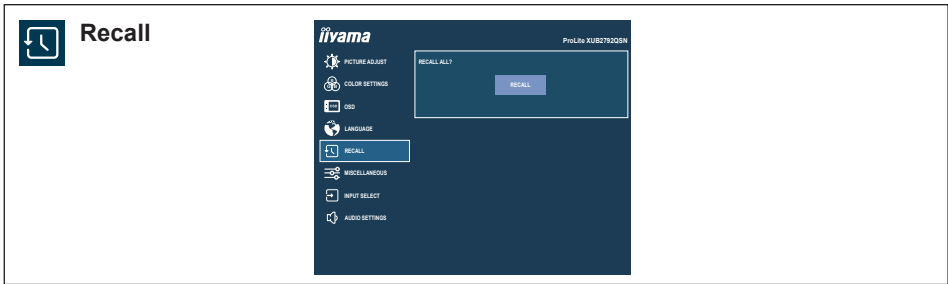 Recall
iiyama
ProLite XUB2792QSN
PICTURE ADJUST
RECALL ALL?
COLOR SETTINGS
RECALL
OSD
LANGUAGE
RECALL
MISCELLANEOUS
INPUT SELECT
AUDIO SETTINGS